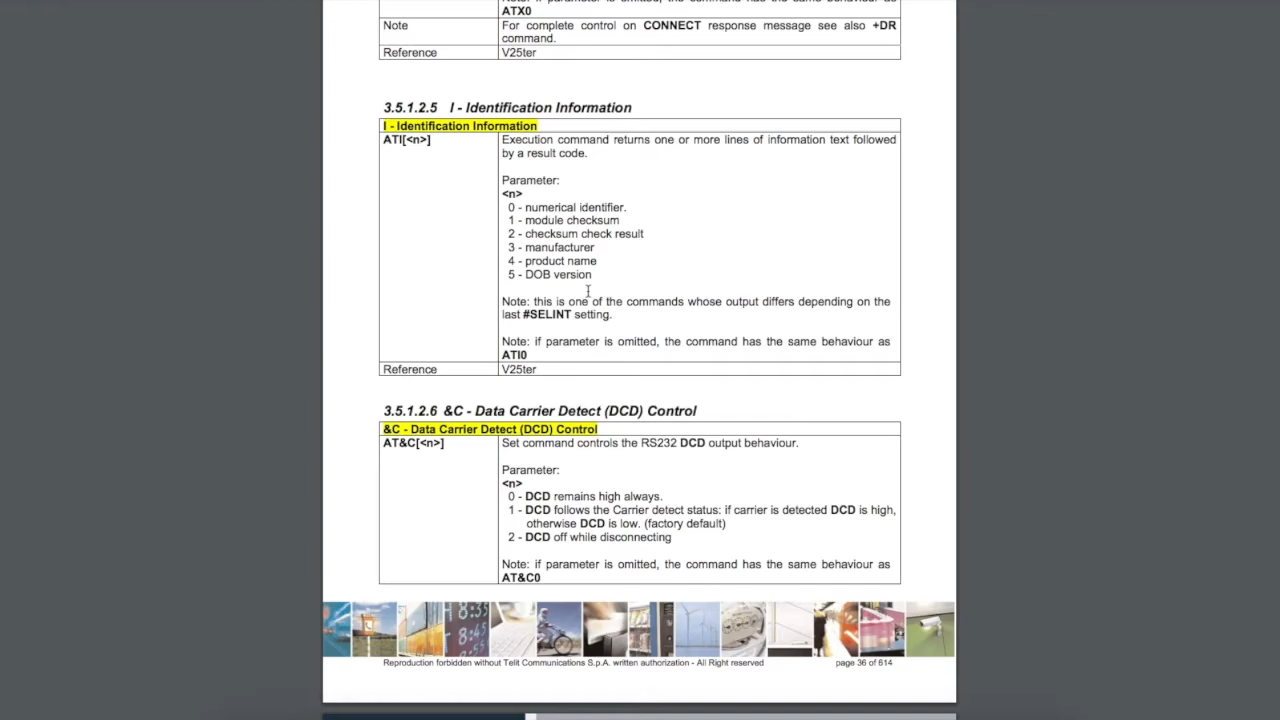 ATX0
Note
For complete control on CONNECT response message see also +DR
command.
Reference
V25ter
3.5.1.2.5 I - Identification Information
I - Identification Information
ATI[<n>]
Execution command returns one or more lines of information text followed
by a result code.
Parameter:
<n>
0 - numerical identifier.
1 - module checksum
2 - checksum check result
3 - manufacturer
4 - product name
5 - DOB version
Note: this is one of the commands whose output differs depending on the
last #SELINT setting.
Note: if parameter is omitted, the command has the same behaviour as
ATI0
Reference
V25ter
3.5.1.2.6 &C - Data Carrier Detect (DCD) Control
&C - Data Carrier Detect (DCD) Control
AT&C[<n>]
Set command controls the RS232 DCD output behaviour.
Parameter:
<n>
0 - DCD remains high always.
1 - DCD follows the Carrier detect status: if carrier is detected DCD is high,
otherwise DCD is low. (factory default)
2 - DCD off while disconnecting
Note: if parameter is omitted, the command has the same behaviour as
AT&C0
8:35
8:45
Reproduction forbidden without Telit Communications S.p.A. written authorization - All Right reserved
page 36 of 614